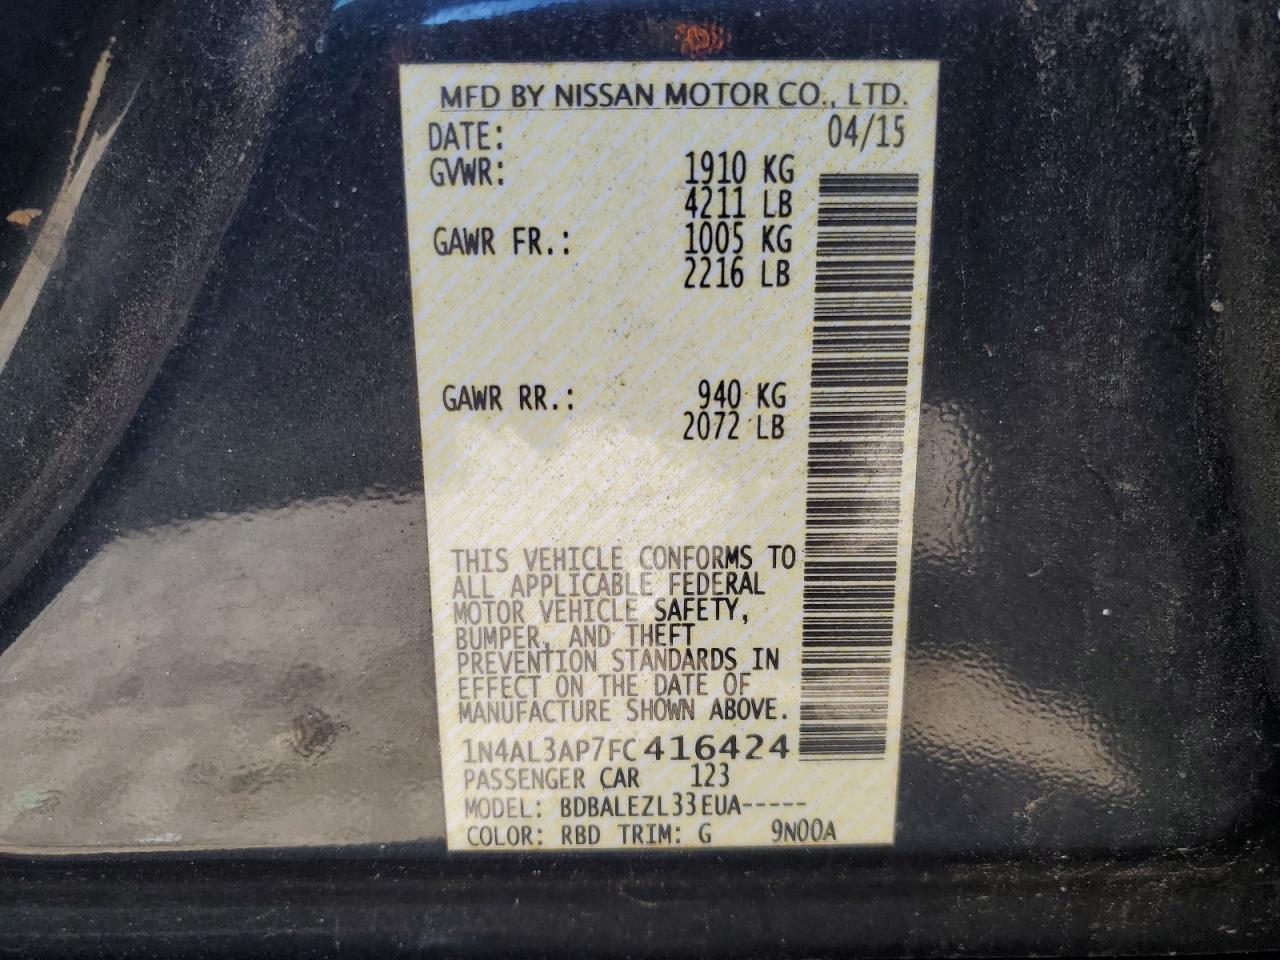 MFD BY NISSAN MOTOR CO., LTD.
DATE: 04/15
GVWR: 1910 KG
4211 LB
GAWR FR.: 1005 KG
2216 LB
GAWR RR.: 940 KG
2072 LB
THIS VEHICLE CONFORMS TO
ALL APPLICABLE FEDERAL
MOTOR VEHICLE SAFETY,
BUMPER, AND THEFT
PREVENTION STANDARDS IN
EFFECT ON THE DATE OF
MANUFACTURE SHOWN ABOVE.
1N4AL3AP7FC416424
PASSENGER CAR 123
MODEL: BDBALEZL33EUA-----
COLOR: RBD TRIM: G 9N00A